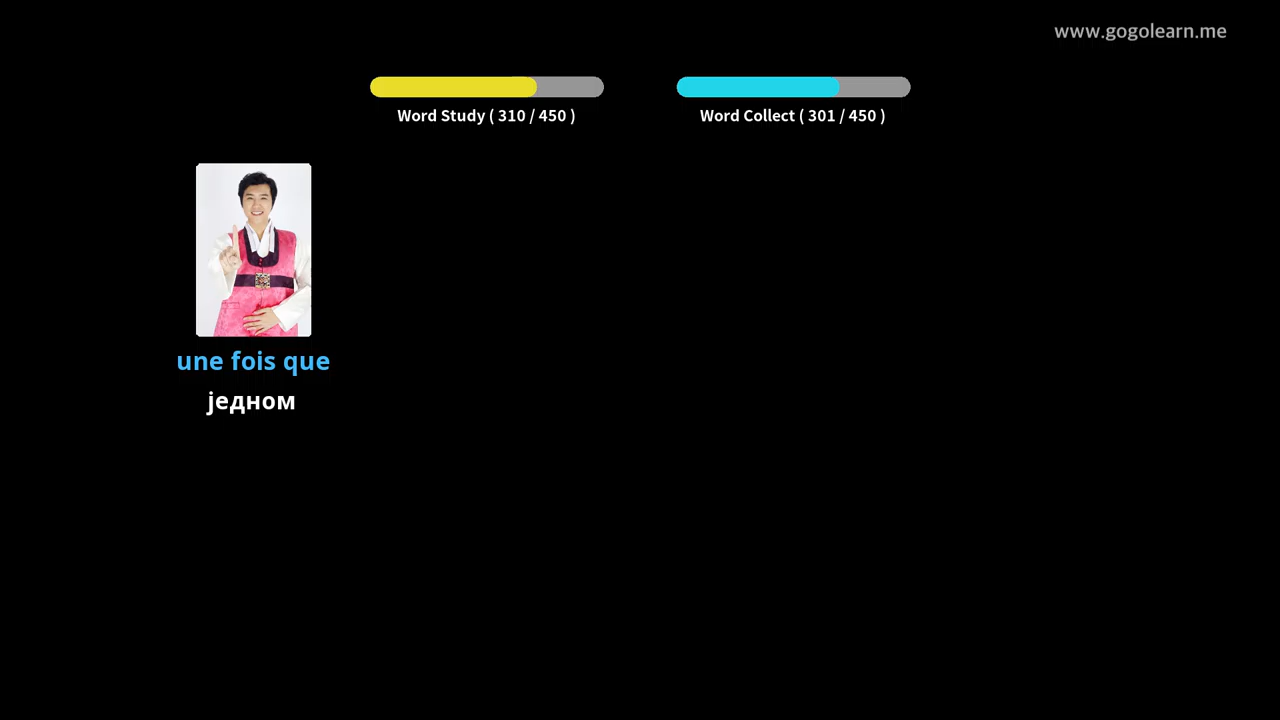 www.gogolearn.me
Word Study ( 310 / 450 )
Word Collect ( 301 / 450 )
une fois que
једном